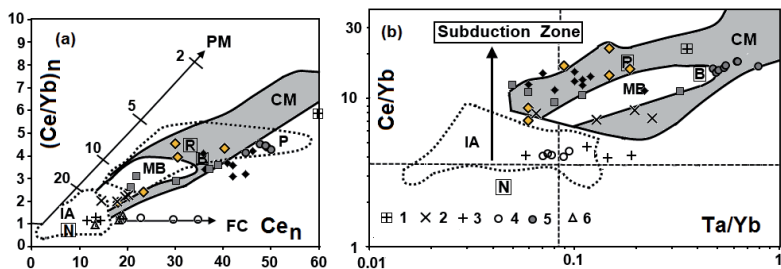 (a)
(Ce/Yb)n
10
9
8
7
6
5
4
3
2
1
0
2
PM
5
10
20
CM
R
P
B
MB
IA
N
FC
Ce n
0
10
20
30
40
50
60
(b)
Subduction Zone
Ce/Yb
30
10
1
CM
R
B
MB
IA
N
1 2 3 4 5 6
Ta/Yb
0.01
0.1
1